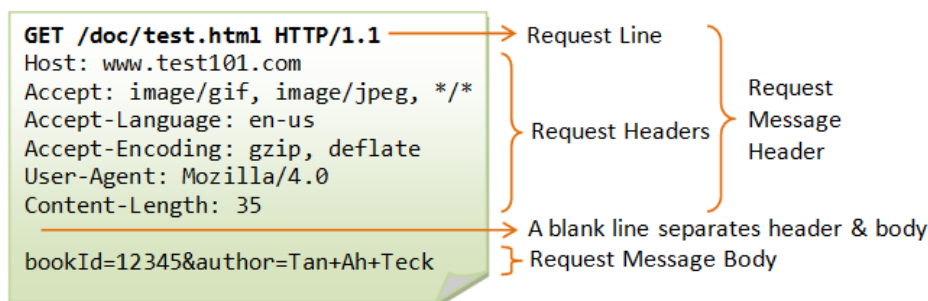 GET /doc/test.html HTTP/1.1
Host: www.test101.com
Accept: image/gif, image/jpeg, */*
Accept-Language: en-us
Accept-Encoding: gzip, deflate
User-Agent: Mozilla/4.0
Content-Length: 35
bookId=12345&author=Tan+Ah+Teck
Request Line
Request Headers
Request
Message
Header
A blank line separates header & body
Request Message Body